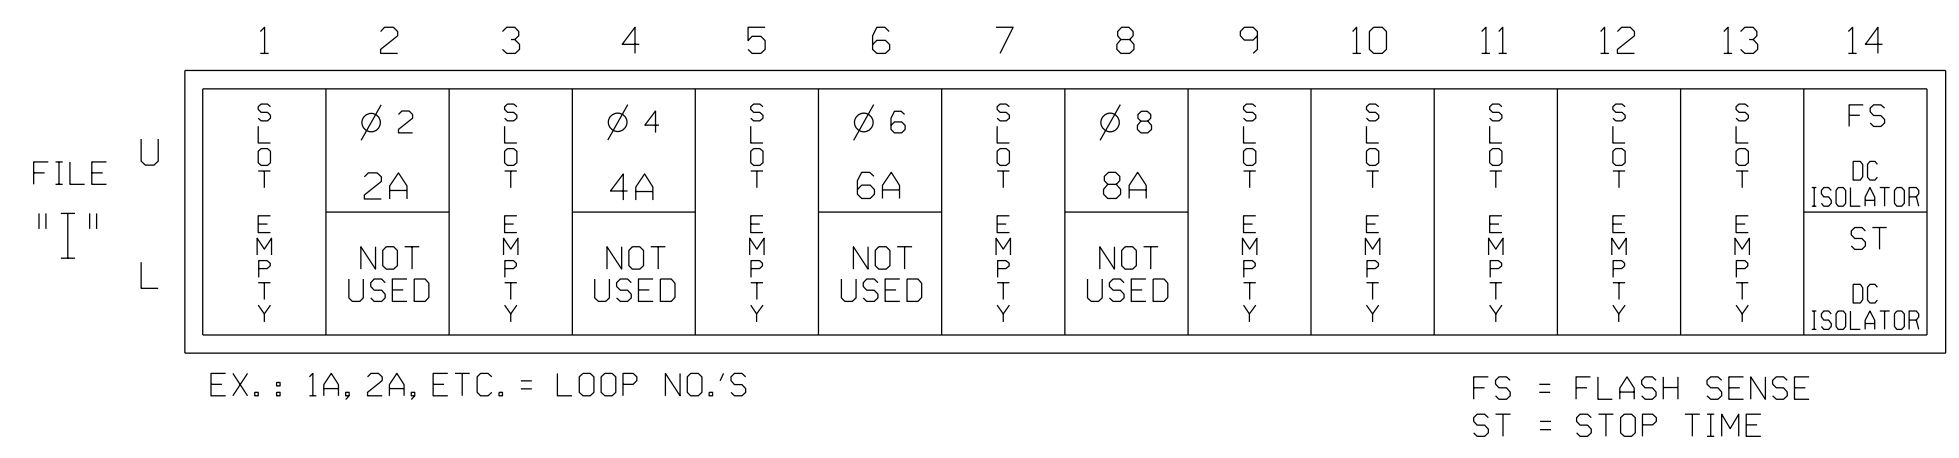 1 2 3 4 5 6 7 8 9 10 11 12 13 14
FILE
"I"
U
L
SLOT EMPTY
Ø 2
2A
NOT
USED
SLOT EMPTY
Ø 4
4A
NOT
USED
SLOT EMPTY
Ø 6
6A
NOT
USED
SLOT EMPTY
Ø 8
8A
NOT
USED
SLOT EMPTY
SLOT EMPTY
SLOT EMPTY
SLOT EMPTY
SLOT EMPTY
FS
DC
ISOLATOR
ST
DC
ISOLATOR
EX.: 1A, 2A, ETC. = LOOP NO.'S
FS = FLASH SENSE
ST = STOP TIME